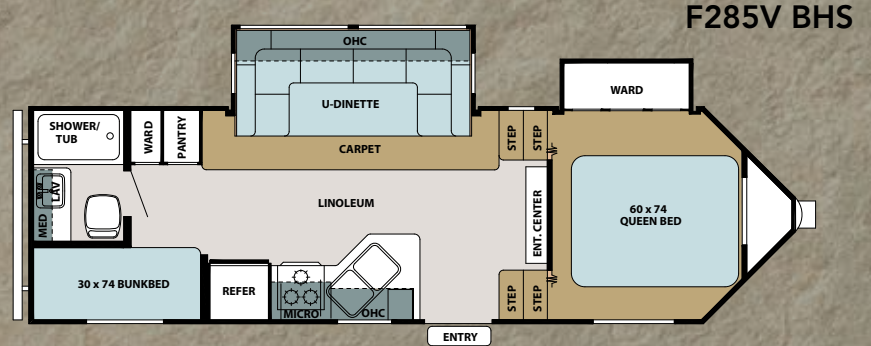 F285V BHS
OHC
U-DINETTE
WARD
SHOWER/
TUB
WARD
PANTRY
CARPET
STEP
STEP
LAV
MED
LINOLEUM
ENT. CENTER
60 x 74
QUEEN BED
30 x 74 BUNKBED
REFER
MICRO
OHC
STEP
STEP
ENTRY